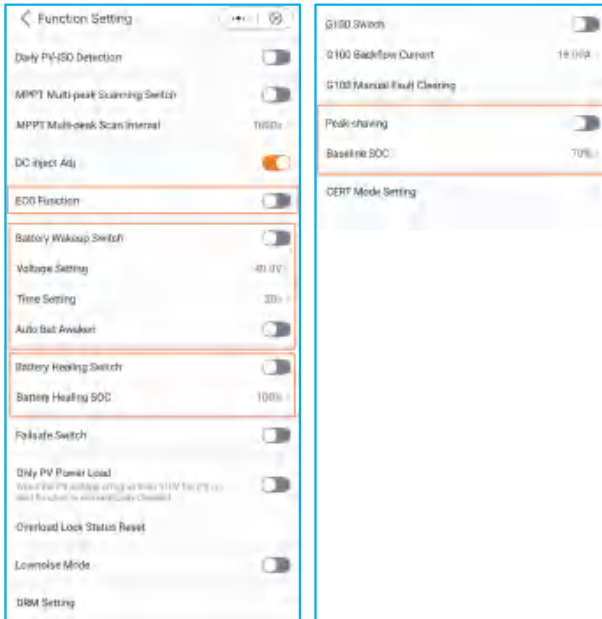 Function Setting
Daily PV-ISO Detection
MPPT Multi-peak Scanning Switch
MPPT Multi-peak Scan Interval
DC Inject Adj
ECO Function
Battery Wakeup Switch
Voltage Setting
Time Setting
Auto Bat Awaken
Battery Healing Switch
Battery Healing SOC
100%
Failsafe Switch
Only PV Power Load
Overload Lock Status Reset
Lownoise Mode
DRM Setting
G100 Switch
G100 Backflow Current
G100 Manual Fault Clearing
Peak-shaving
Baseline SOC
70%
CERT Mode Setting